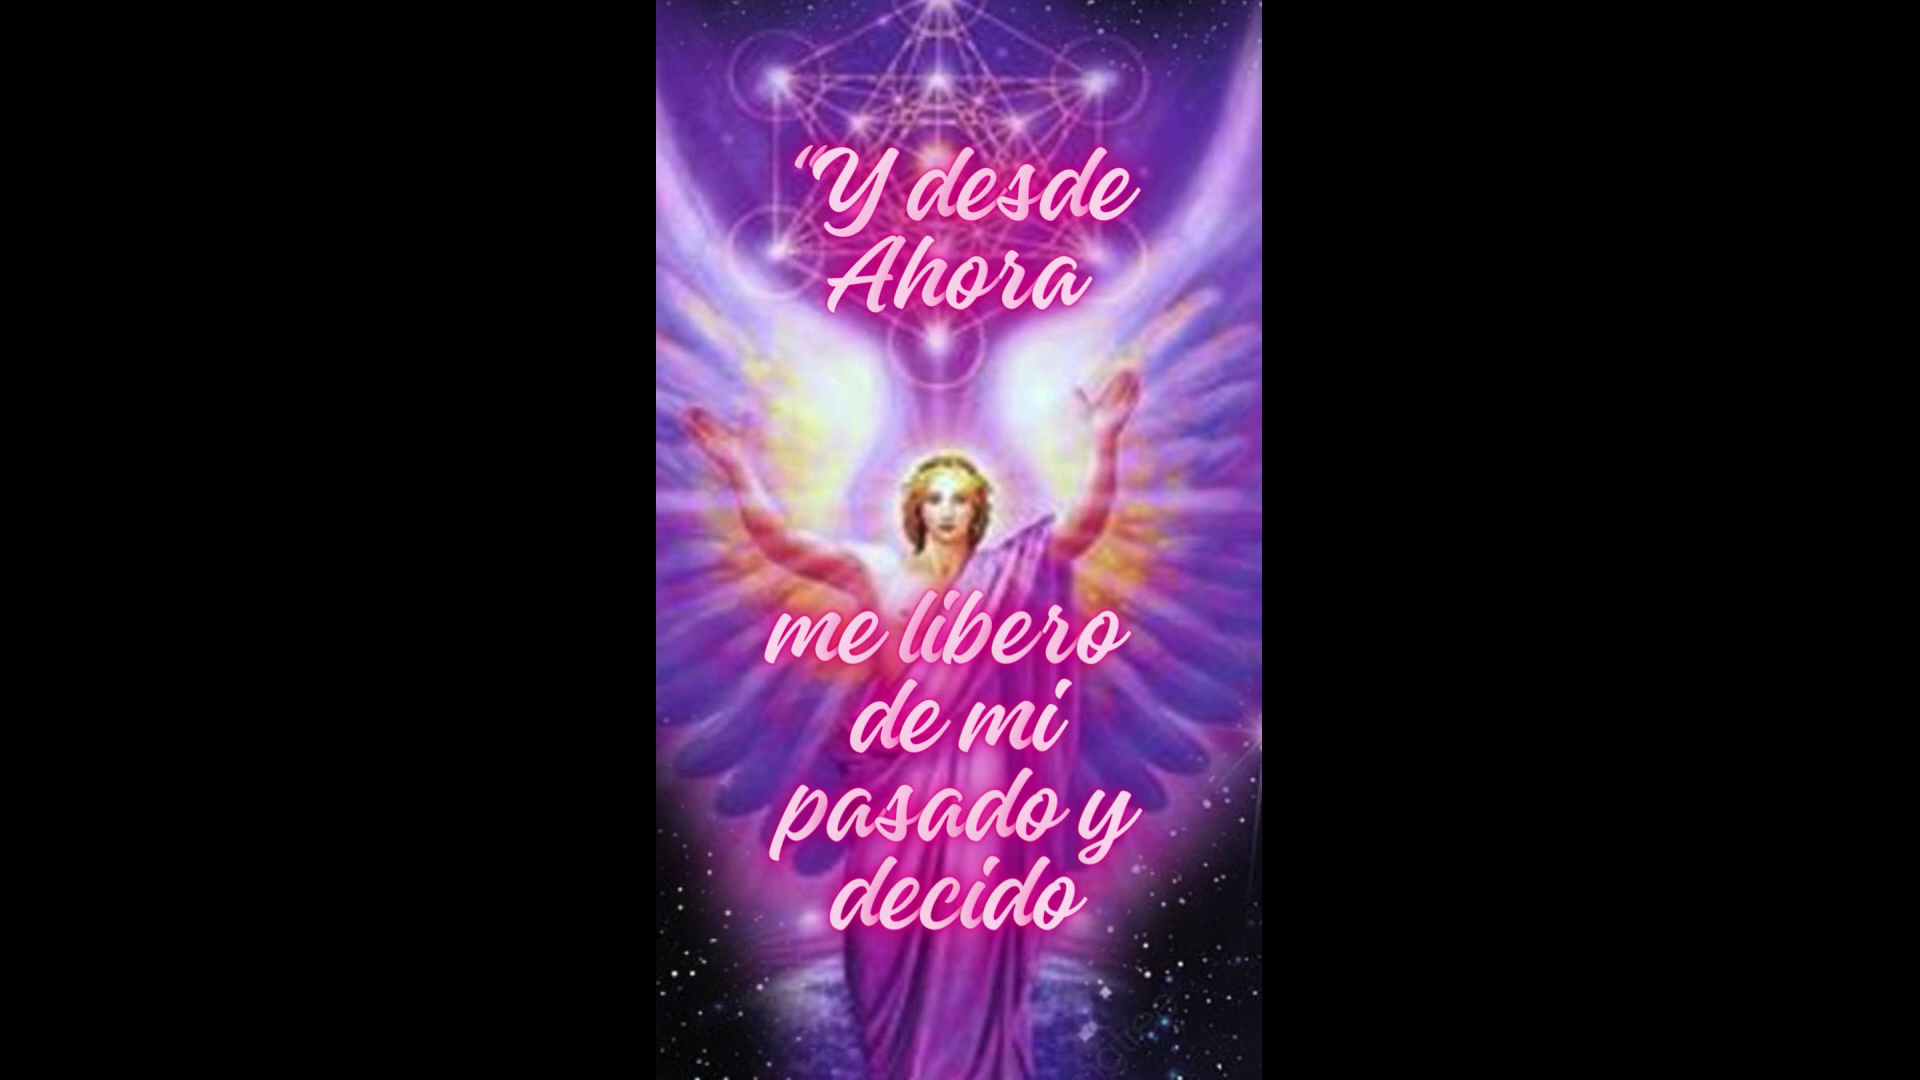 “Y desde
Ahora
me libero
de mi
pasado y
decido